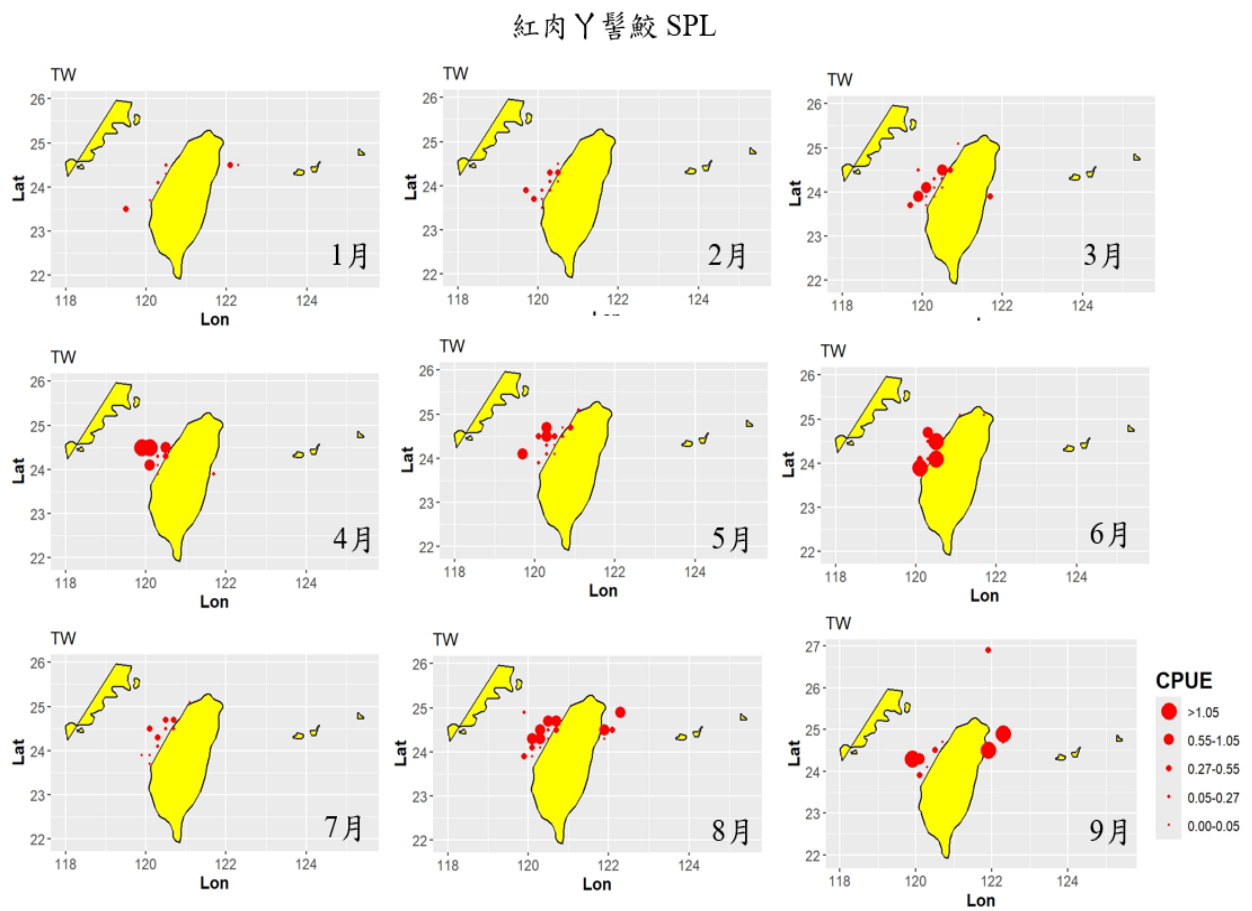 紅肉丫髻鮫 SPL
TW
26
25
24
23
22
Lat
118
120
122
124
Lon
1月
TW
26
25
24
23
22
Lat
118
120
122
124
2月
TW
26
25
24
23
22
Lat
118
120
122
124
3月
TW
26
25
24
23
22
Lat
118
120
122
124
Lon
4月
TW
26
25
24
23
22
Lat
118
120
122
124
Lon
5月
TW
26
25
24
23
22
Lat
118
120
122
124
Lon
6月
TW
26
25
24
23
22
Lat
118
120
122
124
Lon
7月
TW
26
25
24
23
22
Lat
118
120
122
124
Lon
8月
TW
27
26
25
24
23
22
Lat
118
120
122
124
Lon
9月
CPUE
>1.05
0.55-1.05
0.27-0.55
0.05-0.27
0.00-0.05